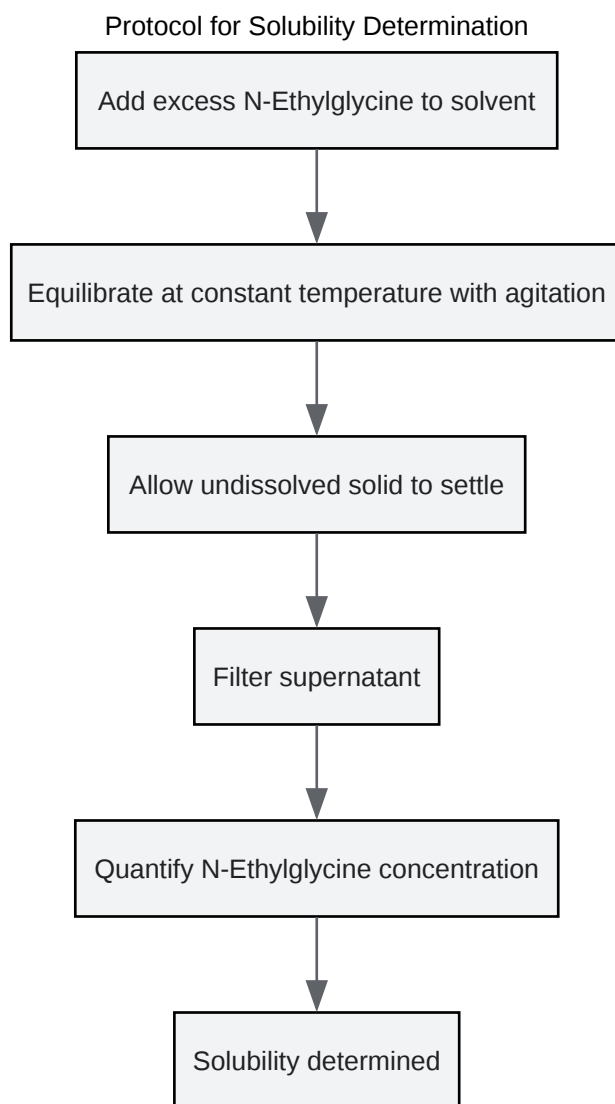 Protocol for Solubility Determination
Add excess N-Ethylglycine to solvent
Equilibrate at constant temperature with agitation
Allow undissolved solid to settle
Filter supernatant
Quantify N-Ethylglycine concentration
Solubility determined